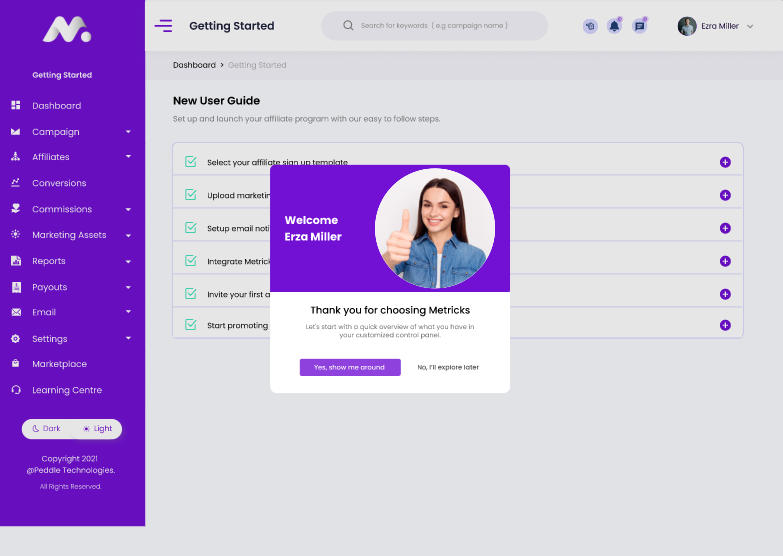 Getting Started
Search for keywords ( e.g campaign name )
Ezra Miller
Getting Started
Dashboard
Campaign
Affiliates
Conversions
Commissions
Marketing Assets
Reports
Payouts
Email
Settings
Marketplace
Learning Centre
Dark
Light
Copyright 2021
@Peddle Technologies.
All Rights Reserved.
Dashboard > Getting Started
New User Guide
Set up and launch your affiliate program with our easy to follow steps.
Select your affiliate sign up template
Upload marketin
Setup email noti
Integrate Metrick
Invite your first a
Start promoting
Welcome
Erza Miller
Thank you for choosing Metricks
Let's start with a quick overview of what you have in
your customized control panel.
Yes, show me around
No, I'll explore later